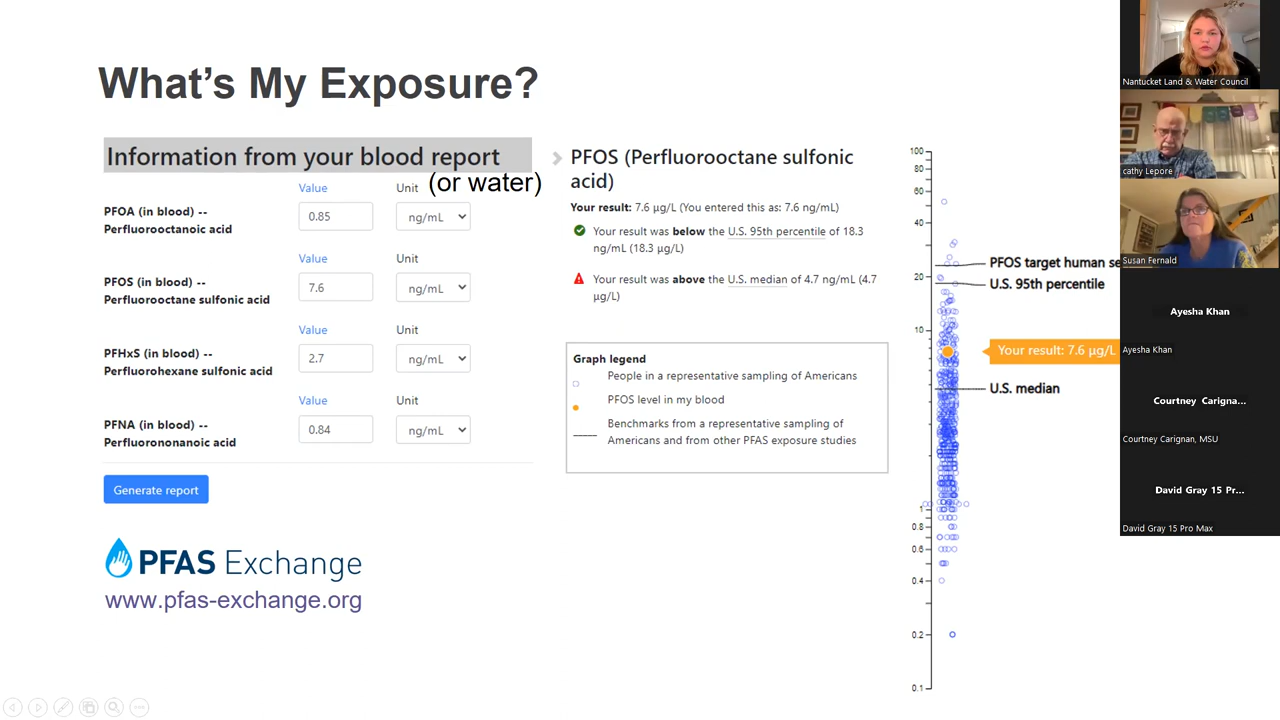 What's My Exposure?
Information from your blood report
(or water)
Value
Unit
PFOA (in blood) --
Perfluorooctanoic acid
0.85
ng/mL
Value
Unit
PFOS (in blood) --
Perfluorooctane sulfonic acid
7.6
ng/mL
Value
Unit
PFHxS (in blood) --
Perfluorohexane sulfonic acid
2.7
ng/mL
Value
Unit
PFNA (in blood) --
Perfluorononanoic acid
0.84
ng/mL
Generate report
PFAS Exchange
www.pfas-exchange.org
PFOS (Perfluorooctane sulfonic
acid)
Your result: 7.6 µg/L (You entered this as: 7.6 ng/mL)
Your result was below the U.S. 95th percentile of 18.3
ng/mL (18.3 µg/L)
Your result was above the U.S. median of 4.7 ng/mL (4.7
µg/L)
Graph legend
People in a representative sampling of Americans
PFOS level in my blood
Benchmarks from a representative sampling of
Americans and from other PFAS exposure studies
100
80
60
40
20
10
1
0.8
0.6
0.4
0.2
0.1
PFOS target human se
U.S. 95th percentile
Your result: 7.6 µg/L
U.S. median
Nantucket Land & Water Council
cathy Lepore
Susan Fernald
Ayesha Khan
Ayesha Khan
Courtney Carigna...
Courtney Carignan, MSU
David Gray 15 Pr...
David Gray 15 Pro Max